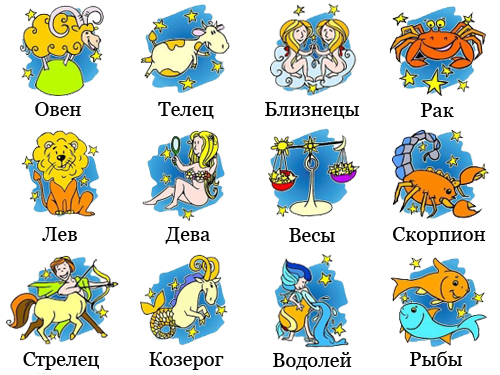 Овен Телец Близнецы Рак
Лев Дева Весы Скорпион
Стрелец Козерог Водолей Рыбы